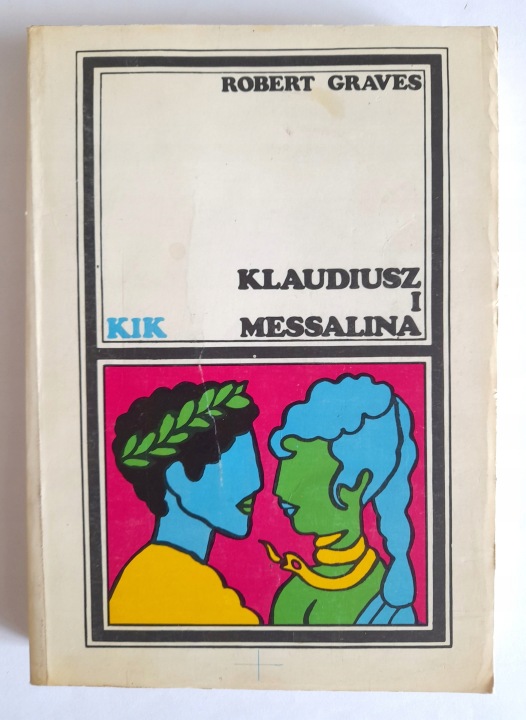 ROBERT GRAVES
KLAUDIUSZ
I
KIK MESSALINA